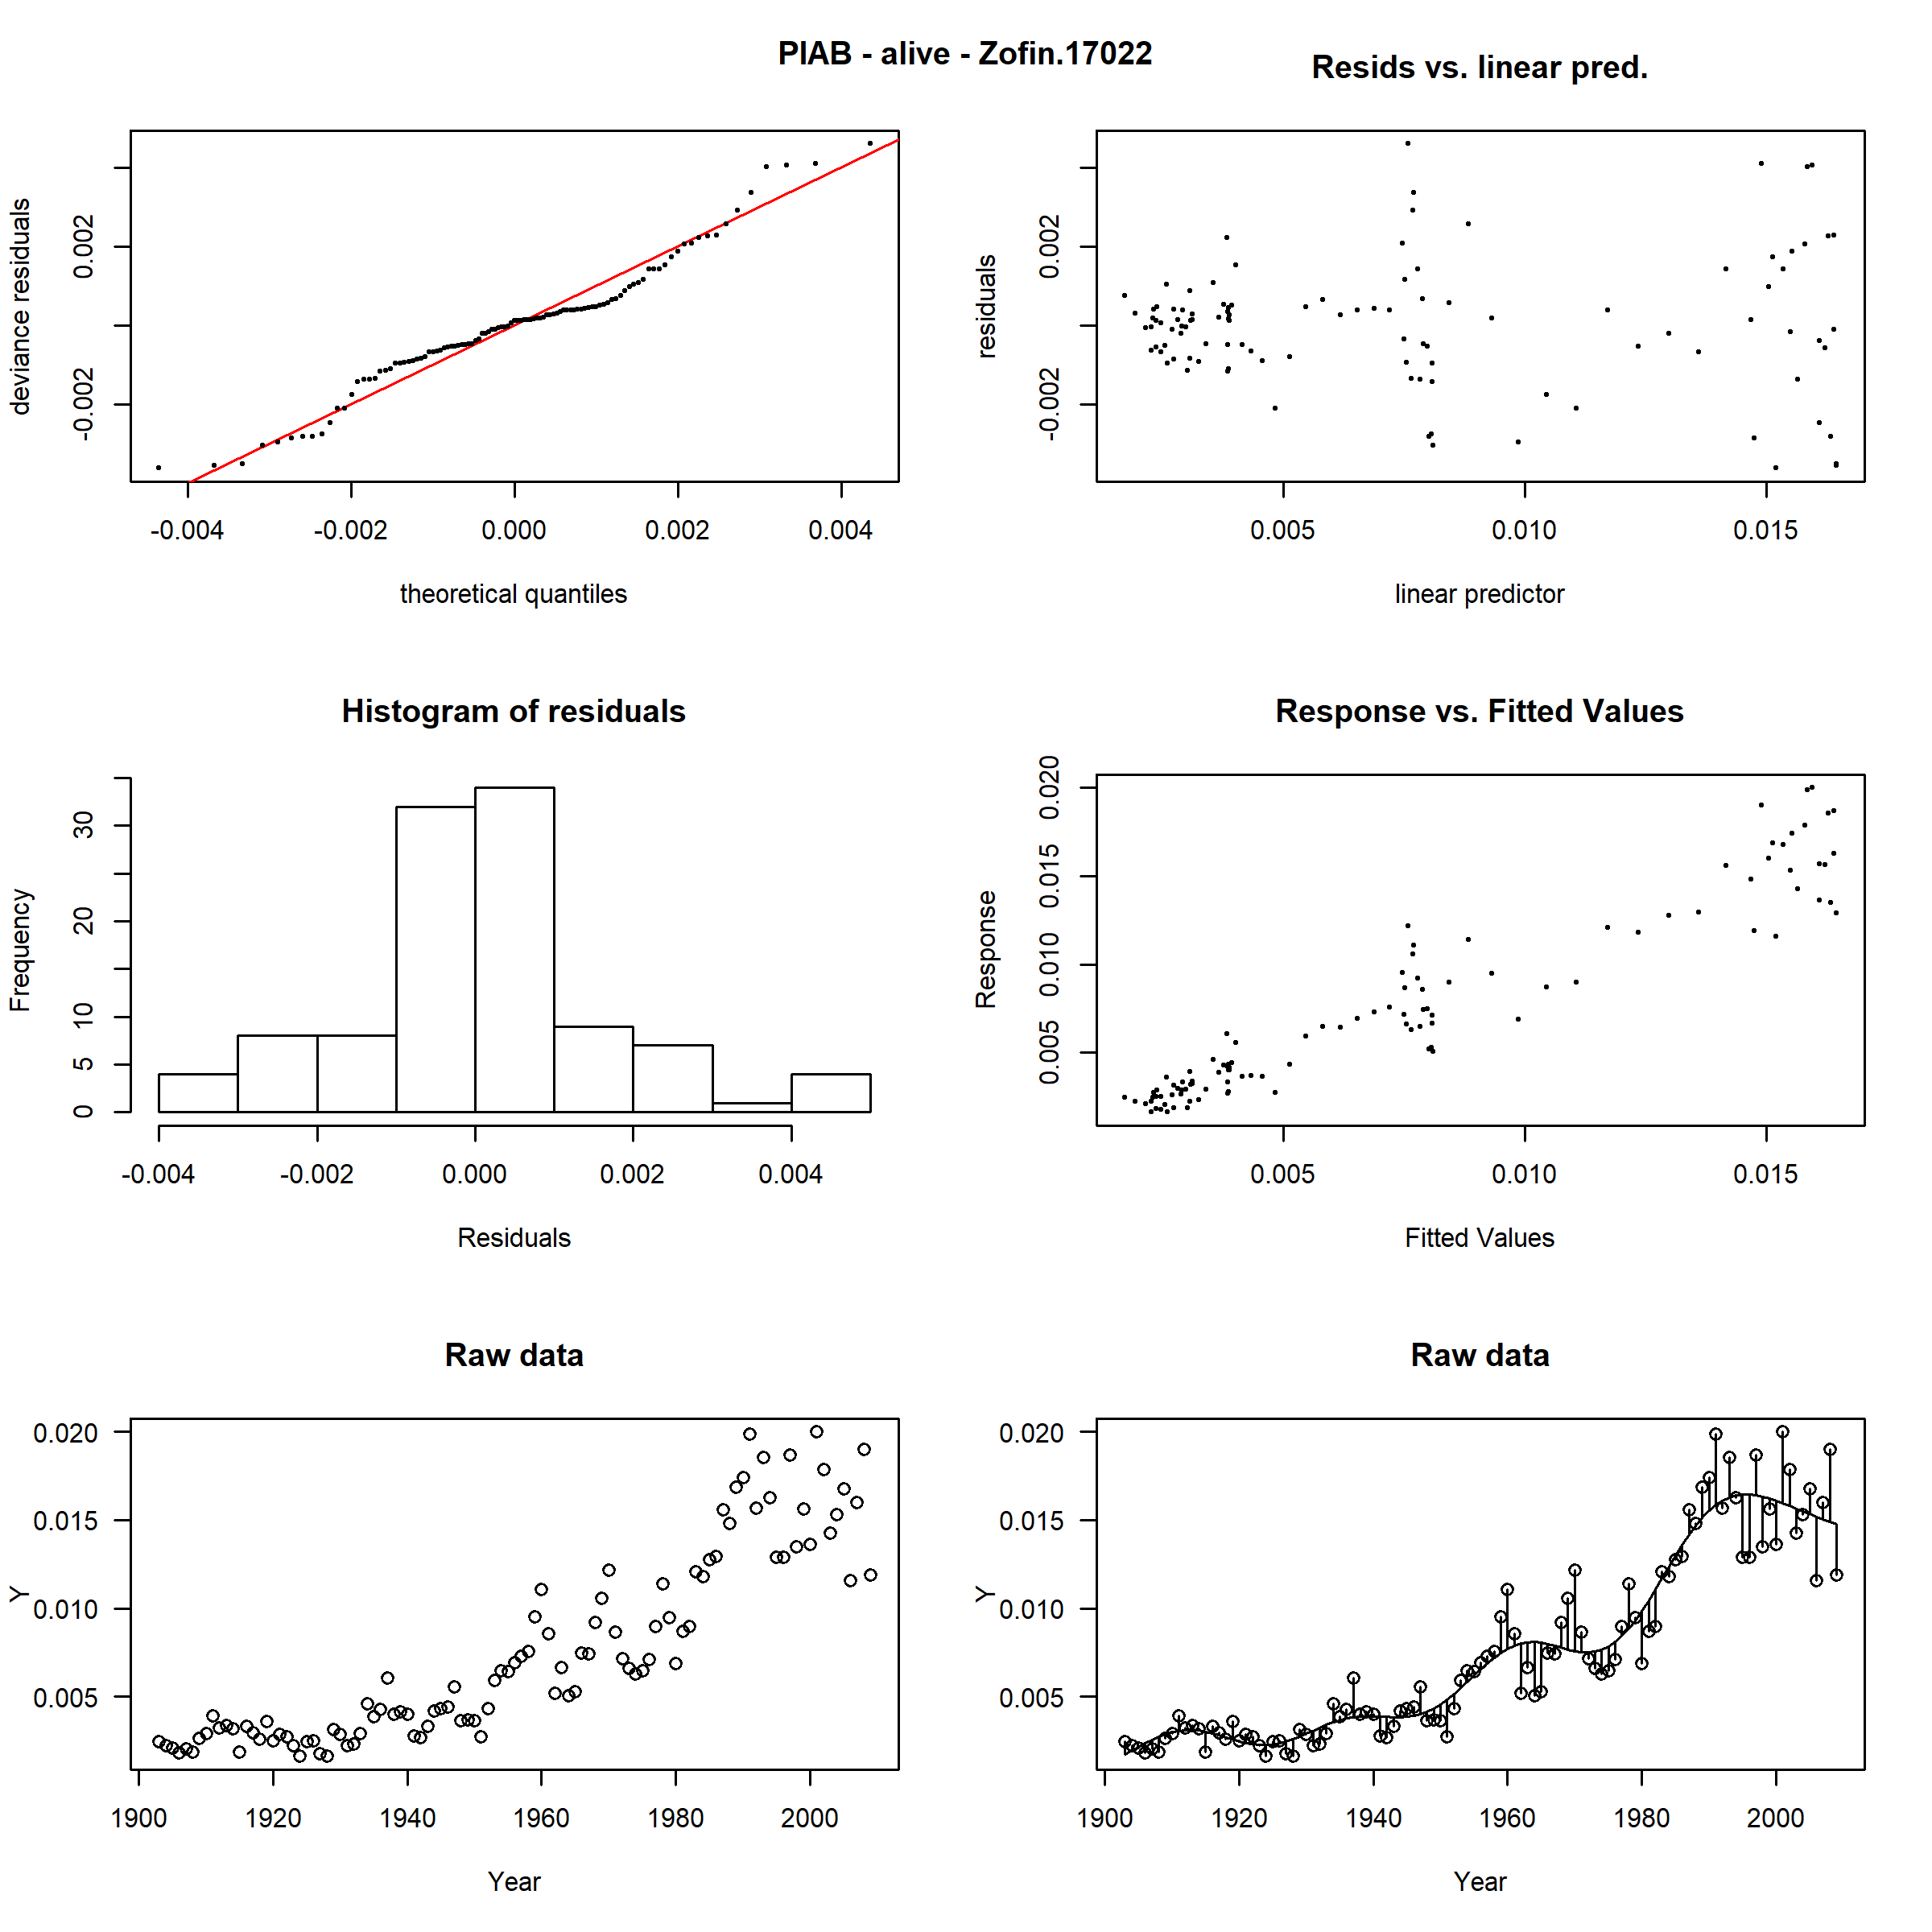 PIAB - alive - Zofin.17022
Resids vs. linear pred.
deviance residuals
-0.002 0.002
-0.004 -0.002 0.000 0.002 0.004
theoretical quantiles
residuals
-0.002 0.002
0.005 0.010 0.015
linear predictor
Histogram of residuals
Frequency
0 5 10 20 30
-0.004 -0.002 0.000 0.002 0.004
Residuals
Response vs. Fitted Values
Response
0.005 0.010 0.015 0.020
0.005 0.010 0.015
Fitted Values
Raw data
Y
0.020
0.015
0.010
0.005
1900 1920 1940 1960 1980 2000
Year
Raw data
Y
0.020
0.015
0.010
0.005
1900 1920 1940 1960 1980 2000
Year